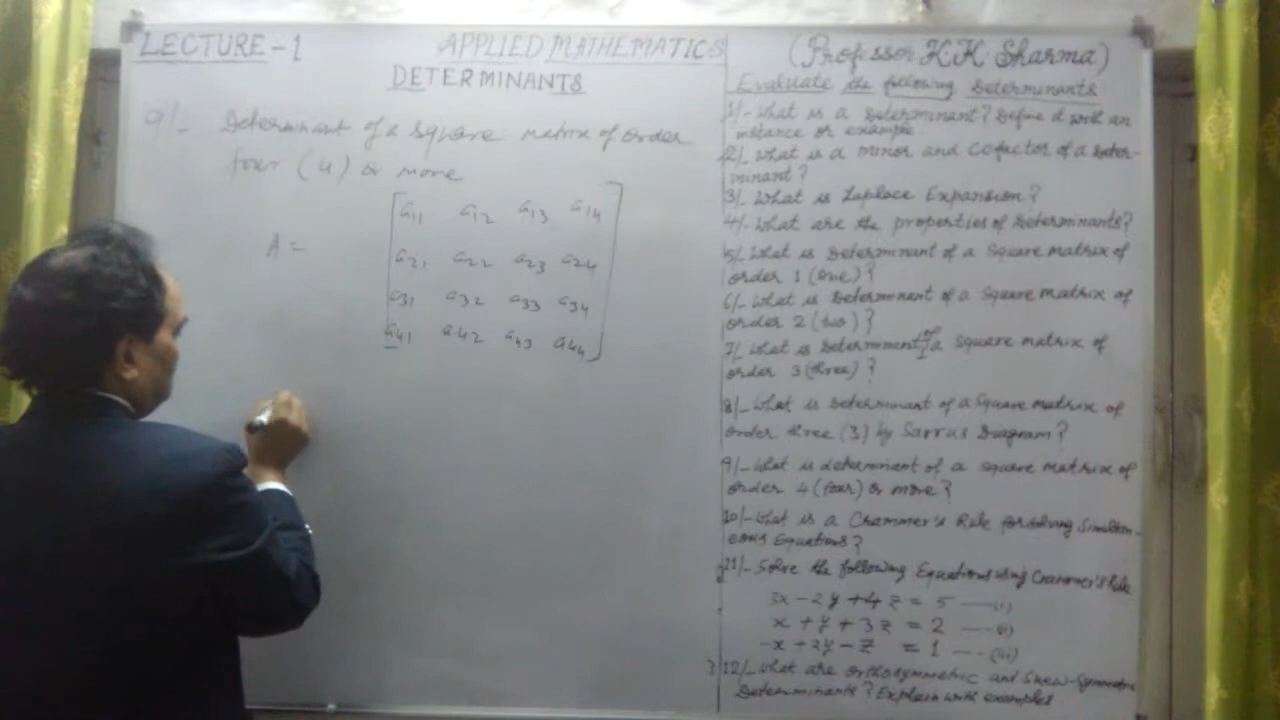 LECTURE-1
APPLIED MATHEMATICS
DETERMINANTS
9/- Determinant of a square matrix of order
four (4) or more
A =
a11 a12 a13 a14
a21 a22 a23 a24
a31 a32 a33 a34
a41 a42 a43 a44
(Professor K.K. Sharma)
Evaluate the following Determinants
1/- What is a Determinant? Define it with an
instance or example
2/- What is a minor and cofactor of a Deter-
minant?
3/- What is Laplace Expansion?
4/- What are the properties of Determinants?
5/- What is Determinant of a Square Matrix of
order 1 (one)?
6/- What is Determinant of a Square Matrix of
order 2 (two)?
7/- What is Determinant of a Square matrix of
order 3 (three)?
8/- What is Determinant of a Square Matrix of
order three (3) by Sarrus Diagram?
9/- What is determinant of a square matrix of
order 4 (four) or more?
10/- What is a Crammer's Rule for solving Simultan-
eous Equations?
11/- Solve the following Equations using Crammer's Rule
3x - 2y + 4z = 5 —(i)
x + y + 3z = 2 —(ii)
-x + 2y - z = 1 —(iii)
12/- What are orthosymmetric and Skew-Symmetric
Determinants? Explain with examples